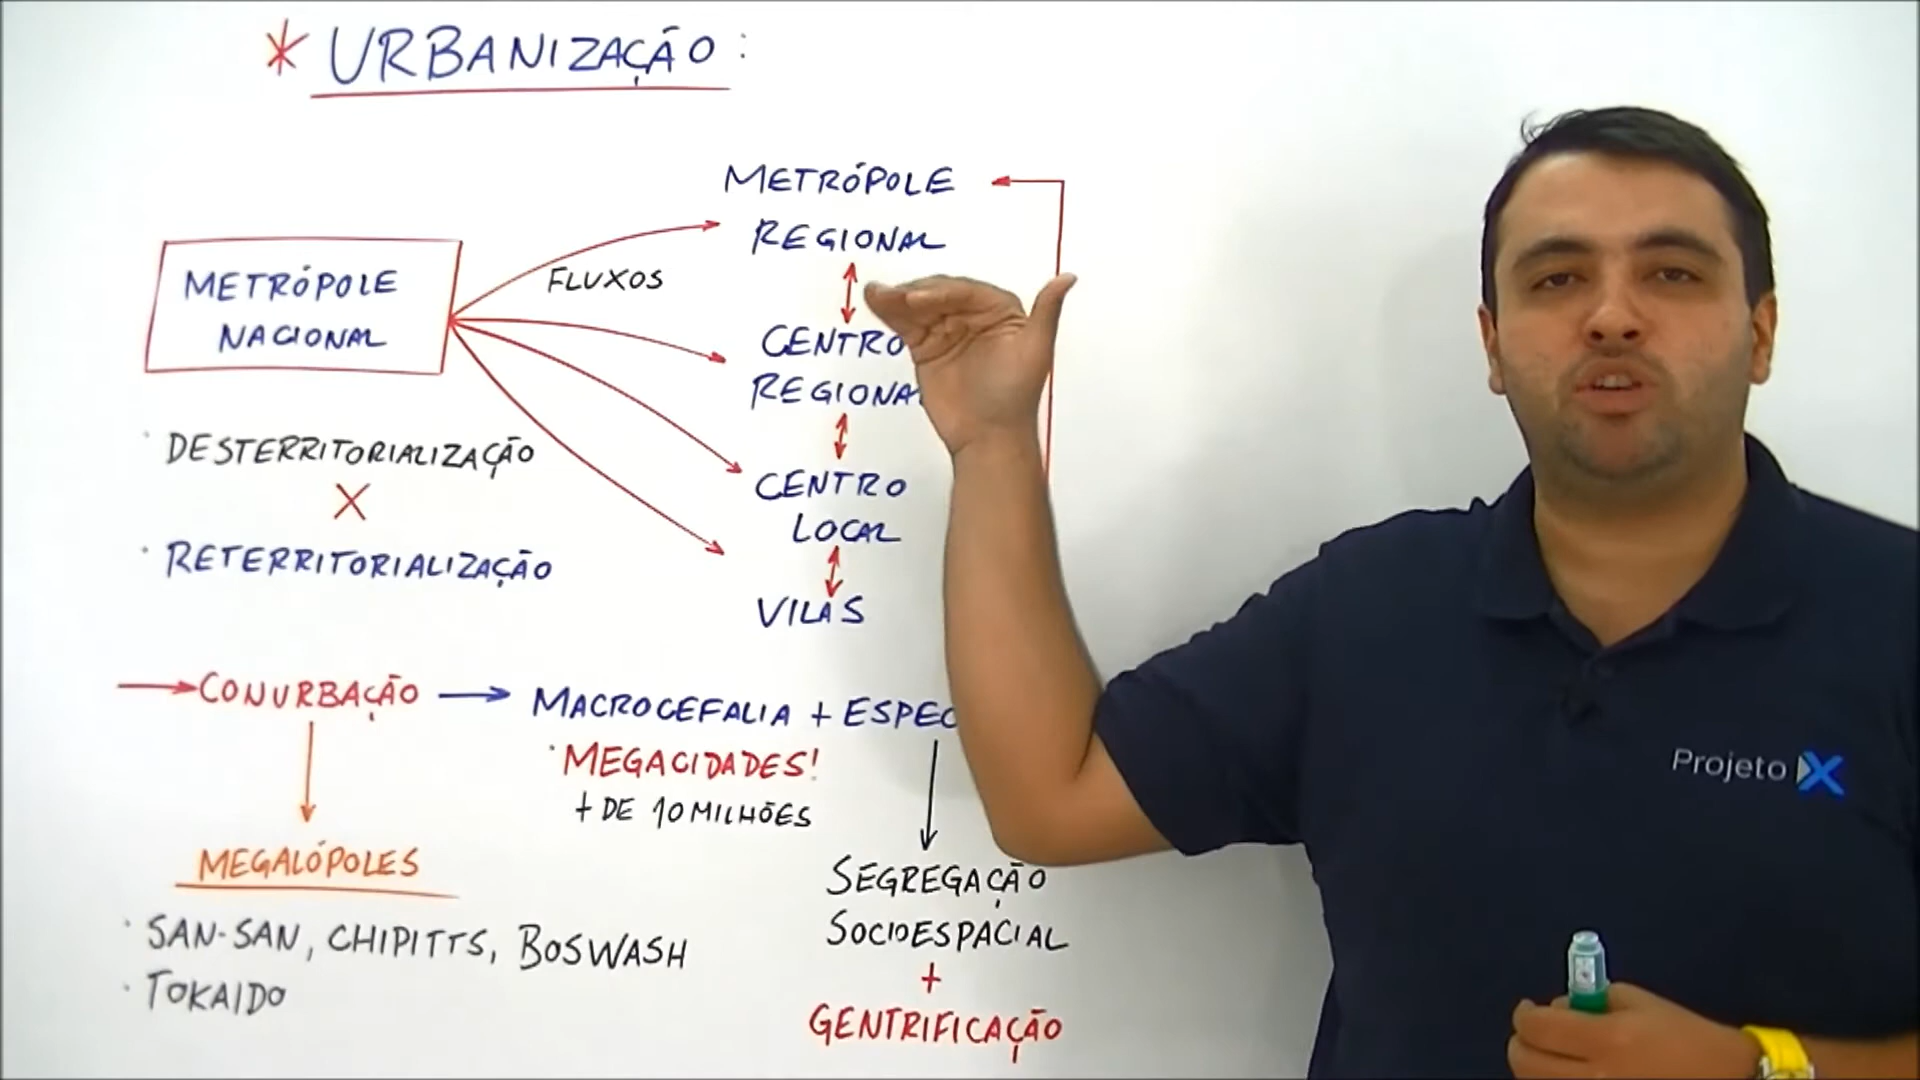 * URBANIZAÇÃO:
METRÓPOLE
NACIONAL
FLUXOS
METRÓPOLE
REGIONAL
CENTRO
REGIONA
CENTRO
LOCAL
VILAS
· DESTERRITORIALIZAÇÃO
X
· RETERRITORIALIZAÇÃO
CONURBAÇÃO
MACROCEFALIA + ESPEC
· MEGACIDADES!
+ DE 10 MILHÕES
MEGALÓPOLES
· SAN-SAN, CHIPITTS, BOSWASH
· TOKAIDO
SEGREGAÇÃO
SOCIOESPACIAL
+
GENTRIFICAÇÃO
Projeto X